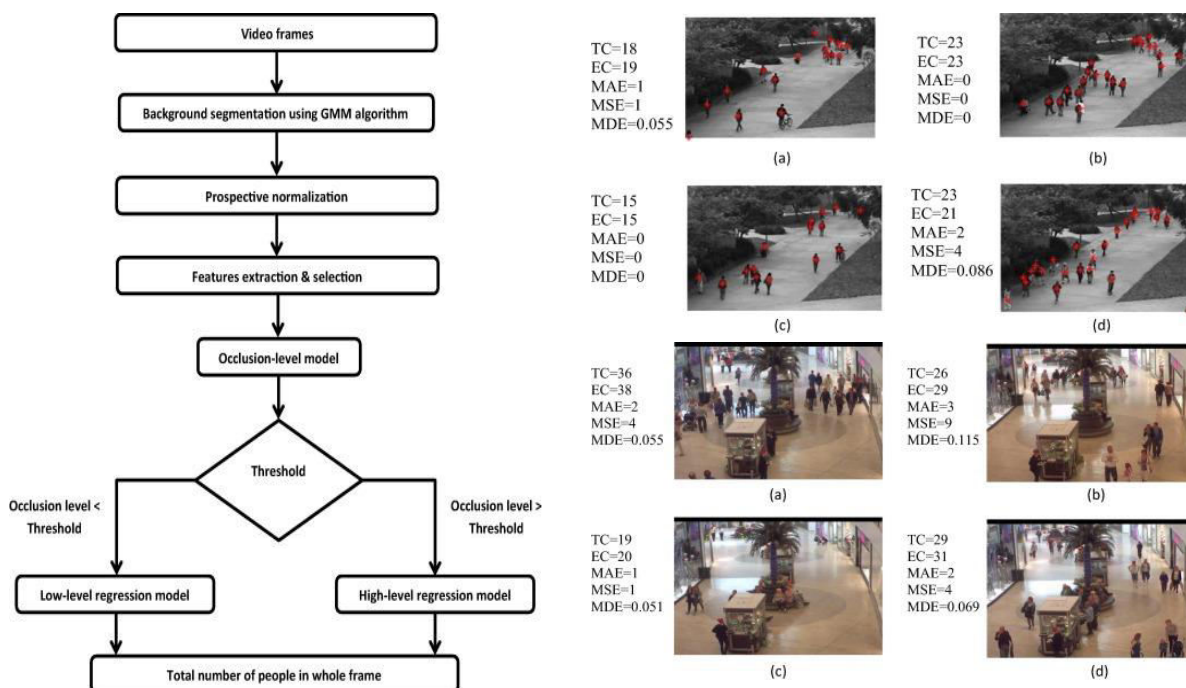 Video frames
Background segmentation using GMM algorithm
Prospective normalization
Features extraction & selection
Occlusion-level model
Threshold
Occlusion level <
Threshold
Occlusion level >
Threshold
Low-level regression model
High-level regression model
Total number of people in whole frame
TC=18
EC=19
MAE=1
MSE=1
MDE=0.055
(a)
TC=23
EC=23
MAE=0
MSE=0
MDE=0
(b)
TC=15
EC=15
MAE=0
MSE=0
MDE=0
(c)
TC=23
EC=21
MAE=2
MSE=4
MDE=0.086
(d)
TC=36
EC=38
MAE=2
MSE=4
MDE=0.055
(a)
TC=26
EC=29
MAE=3
MSE=9
MDE=0.115
(b)
TC=19
EC=20
MAE=1
MSE=1
MDE=0.051
(c)
TC=29
EC=31
MAE=2
MSE=4
MDE=0.069
(d)